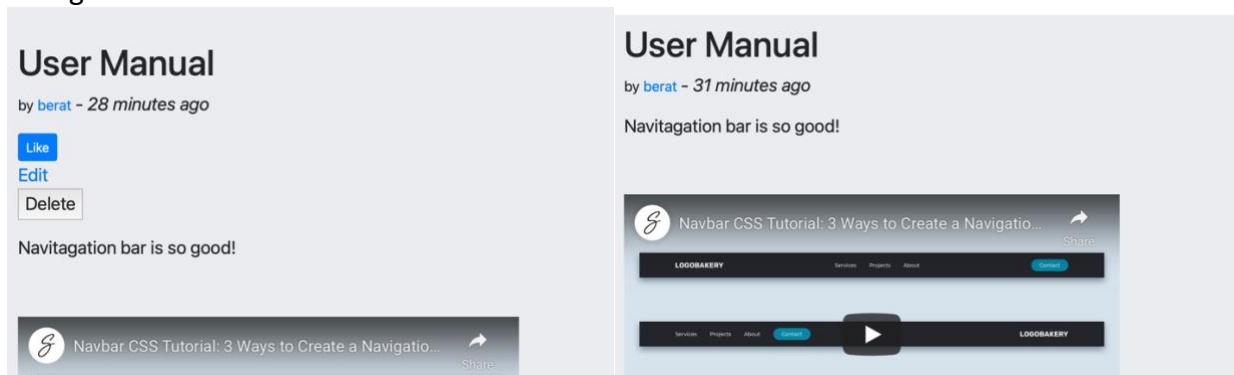 User Manual
by berat - 28 minutes ago
Like
Edit
Delete
Navitagation bar is so good!
Navbar CSS Tutorial: 3 Ways to Create a Navigatio...
Share
User Manual
by berat - 31 minutes ago
Navitagation bar is so good!
Navbar CSS Tutorial: 3 Ways to Create a Navigatio...
Share
LOGOBAKERY Services Projects About Contact
Services Projects About Contact LOGOBAKERY